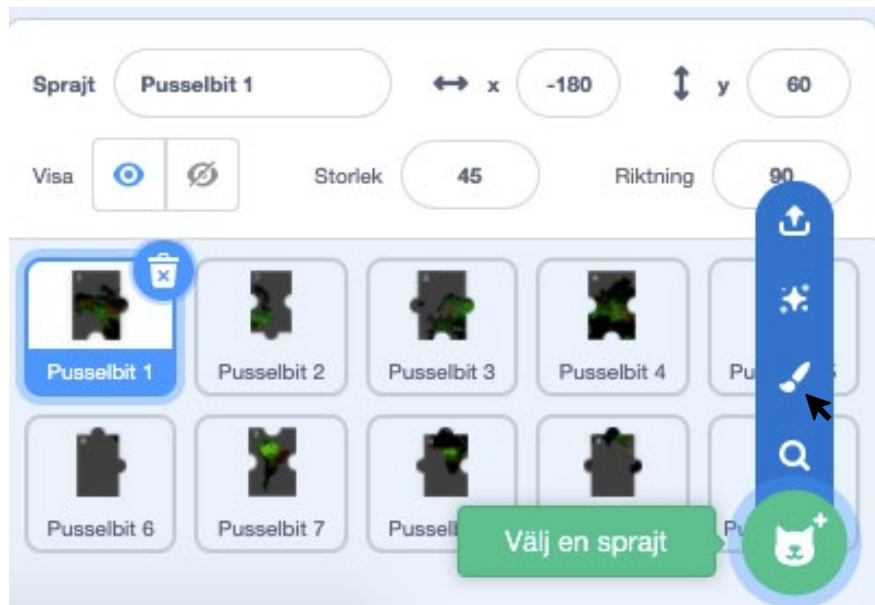 Sprajt Pusselbit 1 x -180 y 60
Visa Storlek 45 Riktning 90
Pusselbit 1 Pusselbit 2 Pusselbit 3 Pusselbit 4
Pusselbit 6 Pusselbit 7
Välj en sprajt